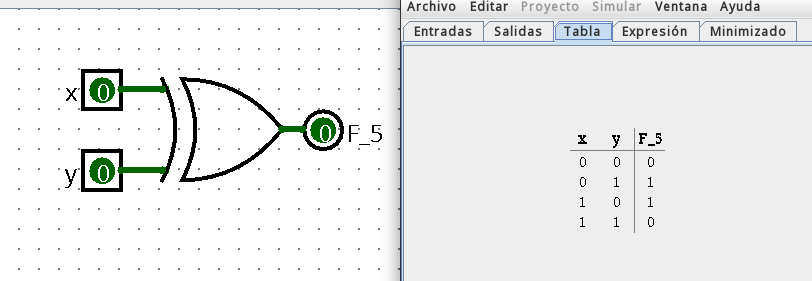 Archivo Editar Proyecto Simular Ventana Ayuda
Entradas Salidas Tabla Expresión Minimizado
x 0
y 0
0 F_5
x y F_5
0 0 0
0 1 1
1 0 1
1 1 0